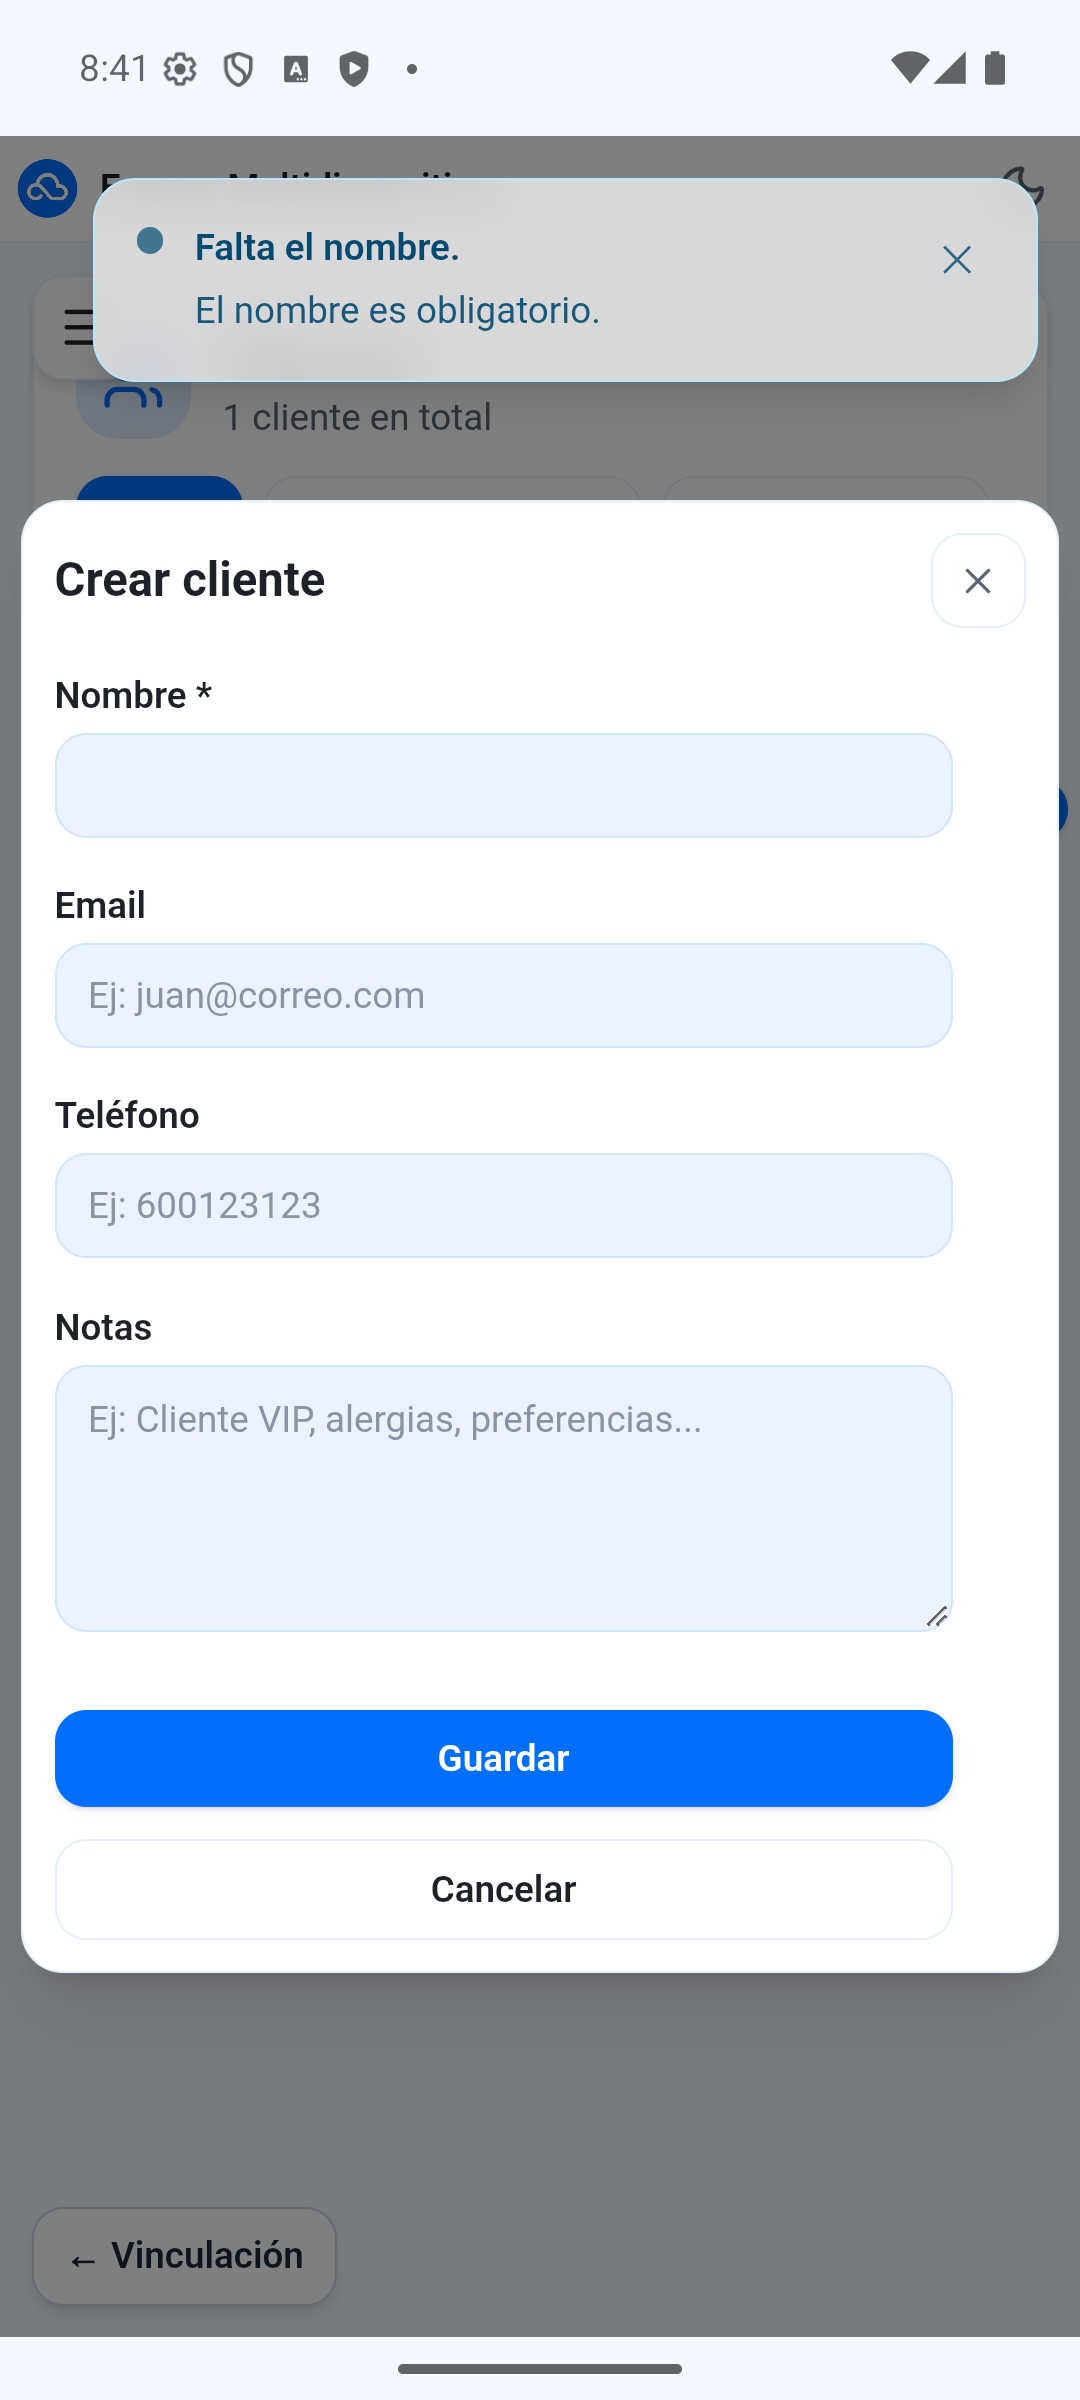 8:41
Falta el nombre.
El nombre es obligatorio.
1 cliente en total
Crear cliente
Nombre *
Email
Ej: juan@correo.com
Teléfono
Ej: 600123123
Notas
Ej: Cliente VIP, alergias, preferencias...
Guardar
Cancelar
← Vinculación